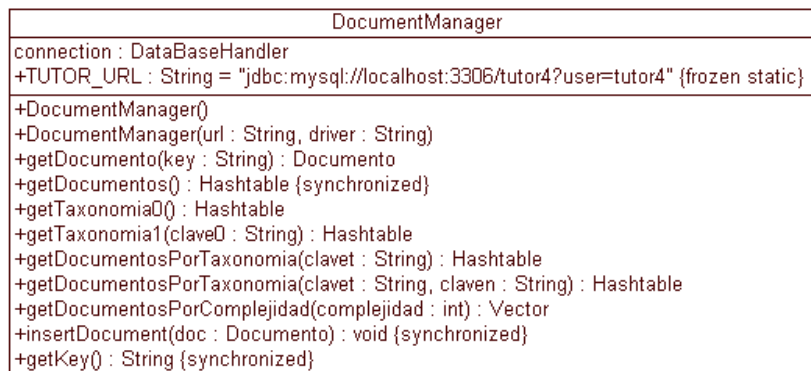 DocumentManager
connection : DataBaseHandler
+TUTOR_URL : String = "jdbc:mysql://localhost:3306/tutor4?user=tutor4" {frozen static}
+DocumentManager()
+DocumentManager(url : String, driver : String)
+getDocumento(key : String) : Documento
+getDocumentos() : Hashtable {synchronized}
+getTaxonomia0() : Hashtable
+getTaxonomia1(clave0 : String) : Hashtable
+getDocumentosPorTaxonomia(clavet : String) : Hashtable
+getDocumentosPorTaxonomia(clavet : String, claven : String) : Hashtable
+getDocumentosPorComplejidad(complejidad : int) : Vector
+insertDocument(doc : Documento) : void {synchronized}
+getKey() : String {synchronized}